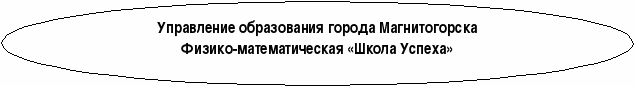 Управление образования города Магнитогорска
Физико-математическая «Школа Успеха»